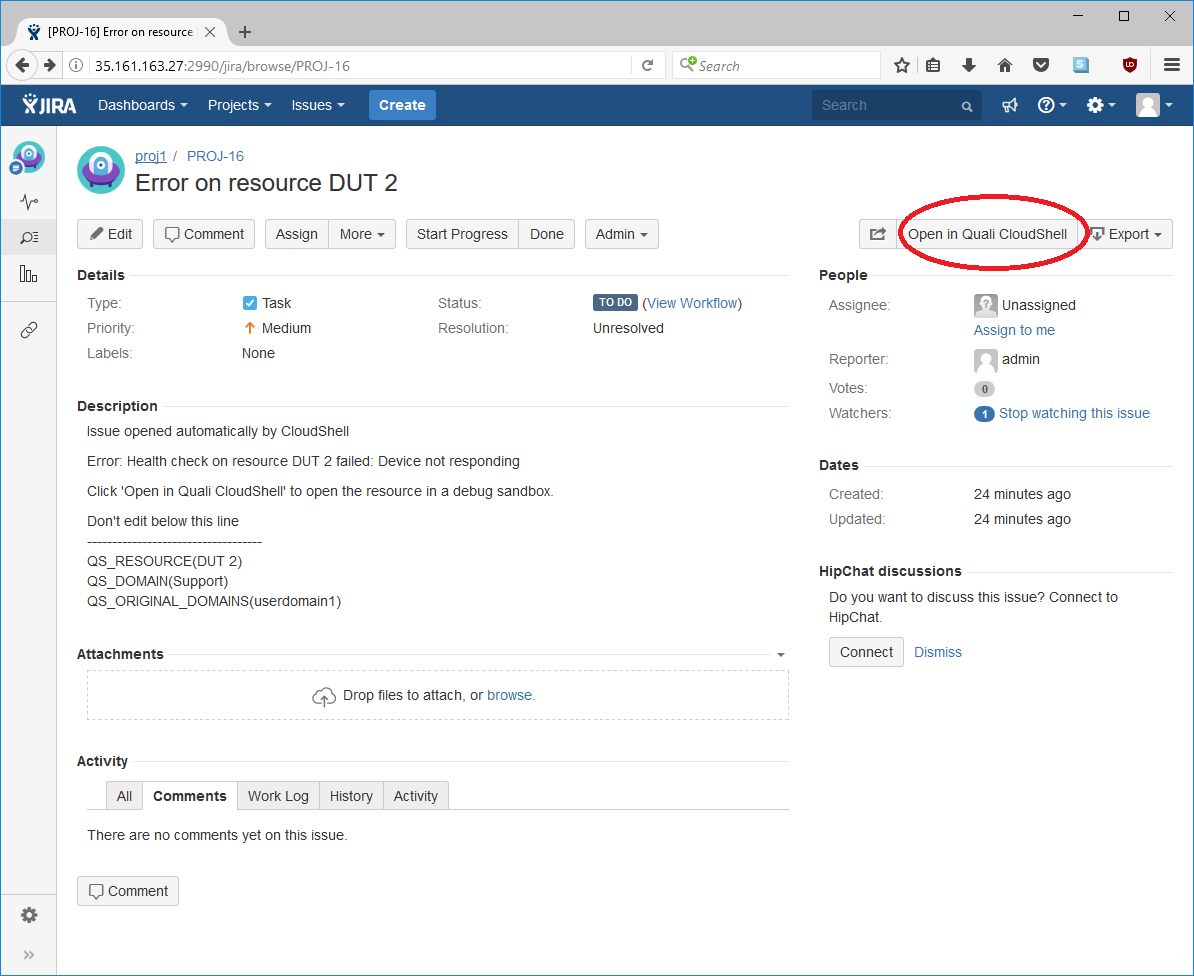 [PROJ-16] Error on resource
35.161.163.27:2990/jira/browse/PROJ-16
Search
JIRA Dashboards Projects Issues Create Search
proj1 / PROJ-16
Error on resource DUT 2
Edit Comment Assign More Start Progress Done Admin Open in Quali CloudShell Export
Details
Type: Task
Status: TO DO (View Workflow)
Priority: Medium
Resolution: Unresolved
Labels: None
Description
Issue opened automatically by CloudShell
Error: Health check on resource DUT 2 failed: Device not responding
Click 'Open in Quali CloudShell' to open the resource in a debug sandbox.
Don't edit below this line
-----------------------------------
QS_RESOURCE(DUT 2)
QS_DOMAIN(Support)
QS_ORIGINAL_DOMAINS(userdomain1)
Attachments
Drop files to attach, or browse.
Activity
All Comments Work Log History Activity
There are no comments yet on this issue.
Comment
People
Assignee: Unassigned
Assign to me
Reporter: admin
Votes: 0
Watchers: 1 Stop watching this issue
Dates
Created: 24 minutes ago
Updated: 24 minutes ago
HipChat discussions
Do you want to discuss this issue? Connect to
HipChat.
Connect Dismiss